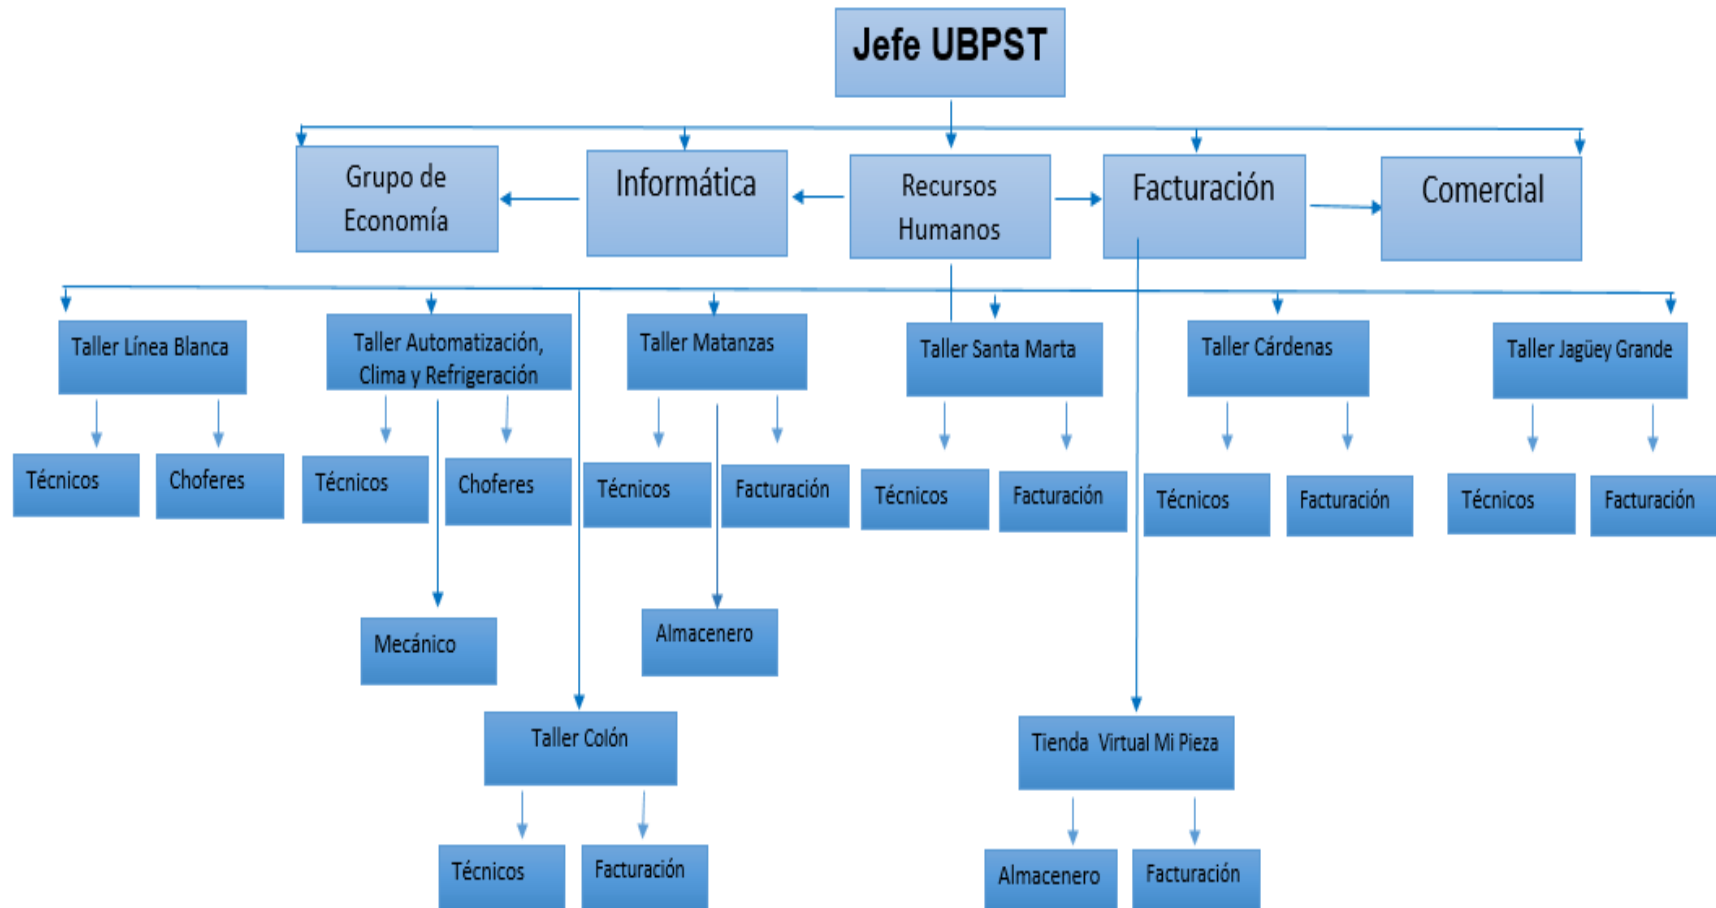 Jefe UBPST
Grupo de
Economía
Informática
Recursos
Humanos
Facturación
Comercial
Taller Línea Blanca
Taller Automatización,
Clima y Refrigeración
Taller Matanzas
Taller Santa Marta
Taller Cárdenas
Taller Jagüey Grande
Técnicos
Choferes
Técnicos
Choferes
Técnicos
Facturación
Técnicos
Facturación
Técnicos
Facturación
Técnicos
Facturación
Mecánico
Almacenero
Taller Colón
Tienda Virtual Mi Pieza
Técnicos
Facturación
Almacenero
Facturación